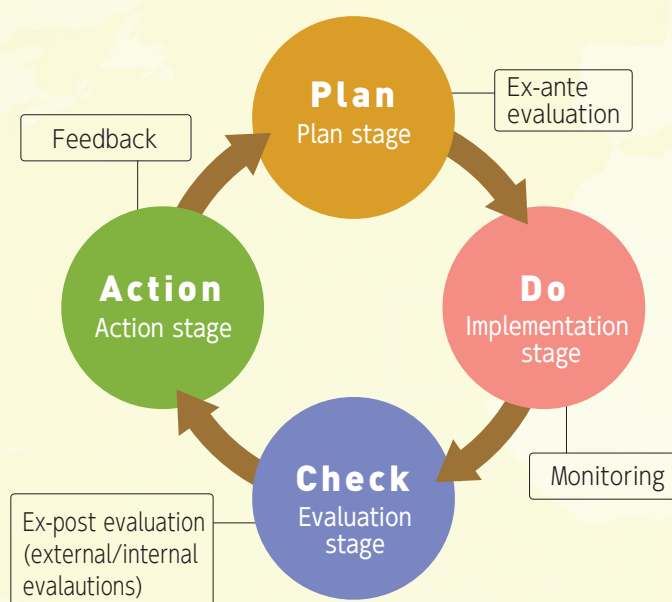 Plan
Plan stage
Ex-ante
evaluation
Feedback
Action
Action stage
Do
Implementation
stage
Monitoring
Check
Evaluation
stage
Ex-post evaluation
(external/internal
evalautions)